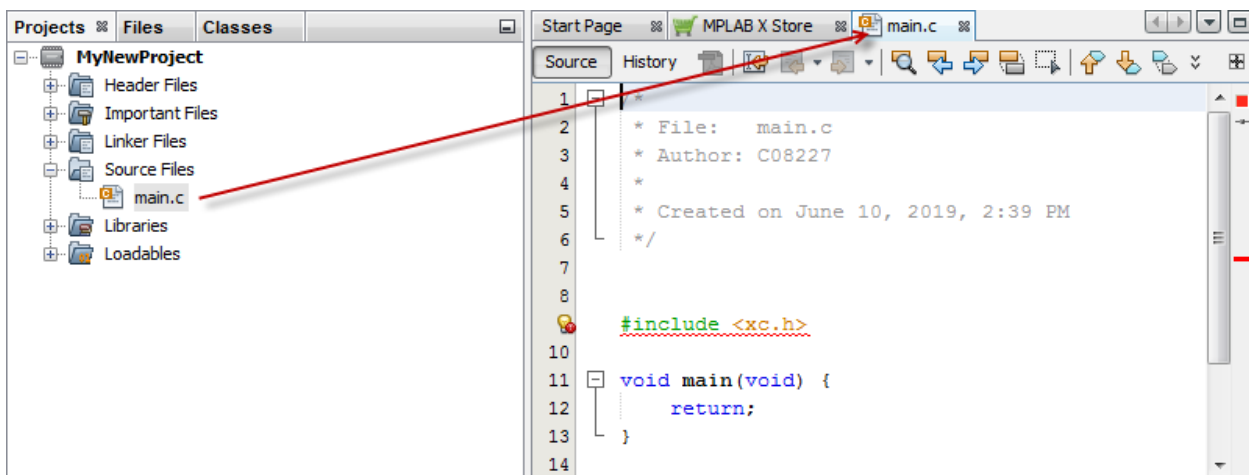 Projects Files Classes
MyNewProject
Header Files
Important Files
Linker Files
Source Files
main.c
Libraries
Loadables
Start Page MPLAB X Store main.c
Source History
1 /*
2  * File:   main.c
3  * Author: C08227
4  *
5  * Created on June 10, 2019, 2:39 PM
6  */
7
8
#include <xc.h>
10
11 void main(void) {
12     return;
13 }
14